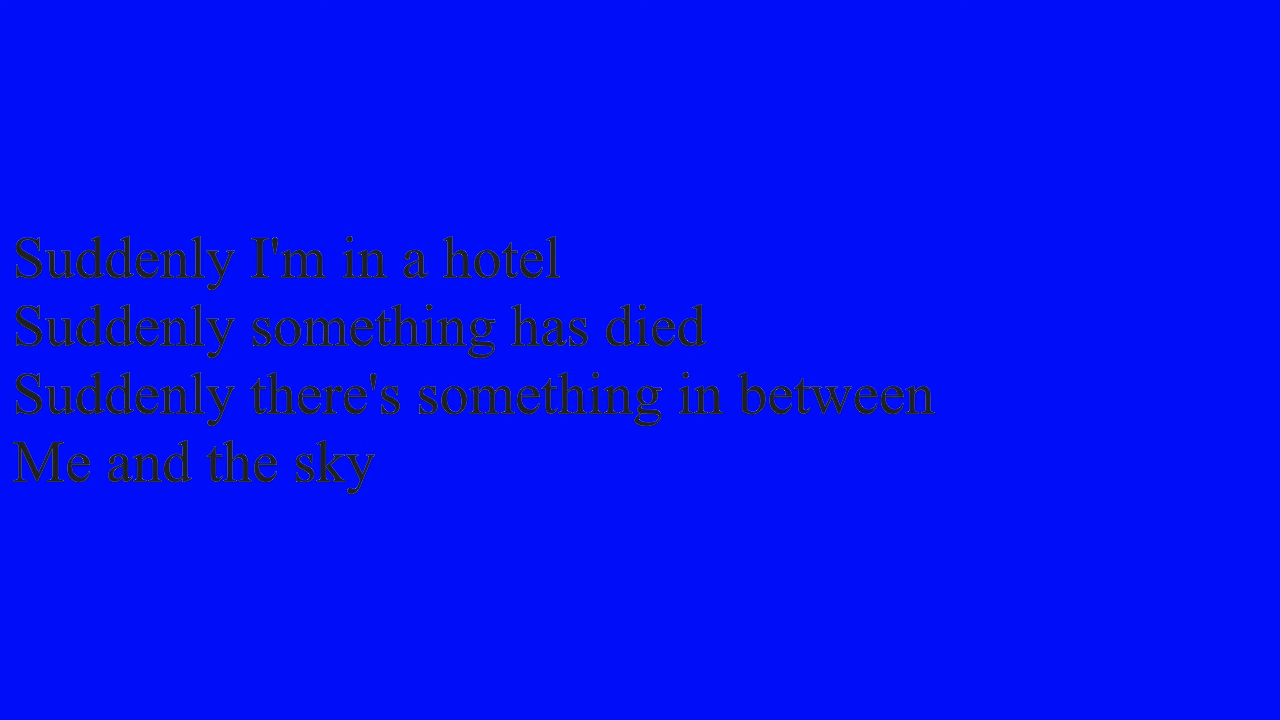 Suddenly I'm in a hotel
Suddenly something has died
Suddenly there's something in between
Me and the sky